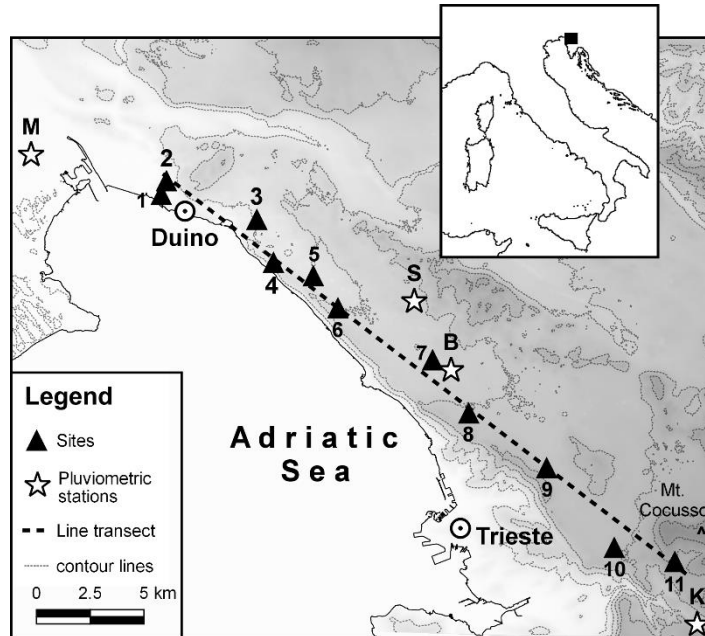 M
2
1
Duino
3
4
5
6
S
7
B
8
9
Adriatic
Sea
Mt.
Cocusso
Trieste
10
11
K
Legend
Sites
Pluviometric
stations
Line transect
contour lines
0 2.5 5 km